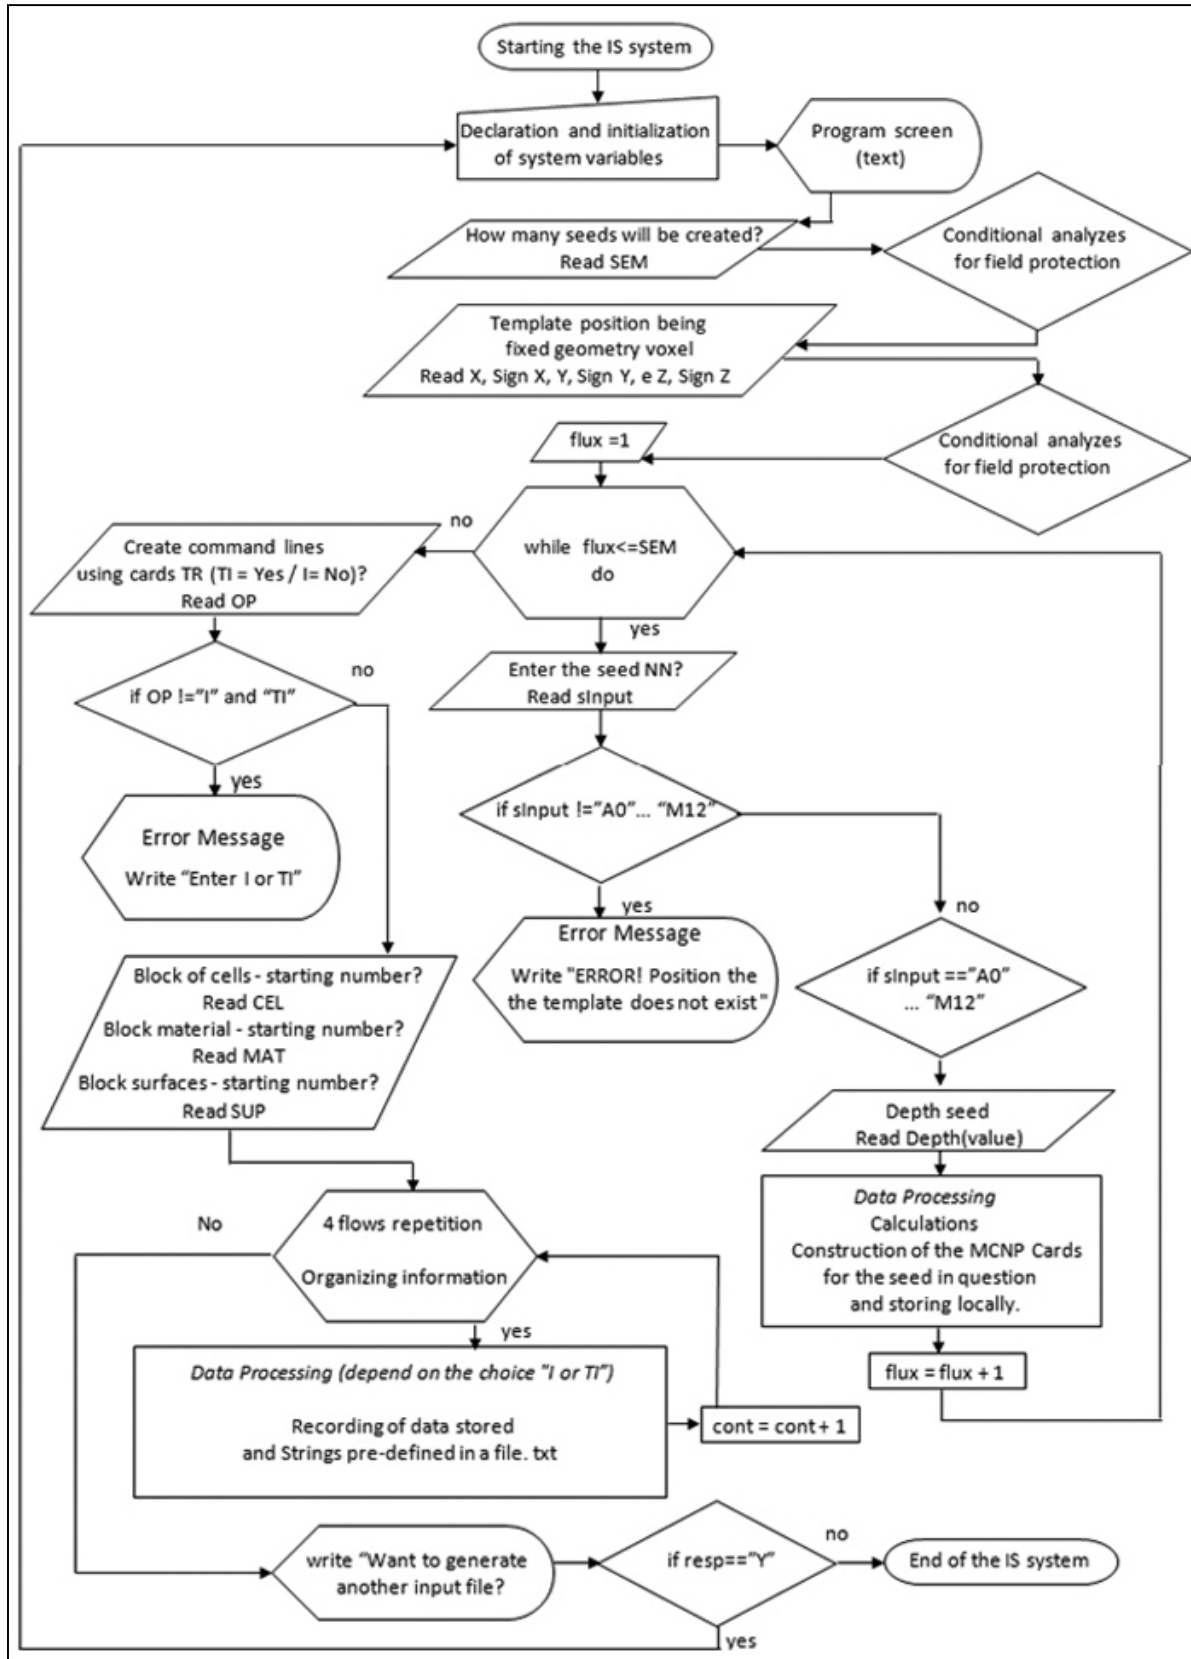 Starting the IS system
Declaration and initialization
of system variables
Program screen
(text)
How many seeds will be created?
Read SEM
Conditional analyzes
for field protection
Template position being
fixed geometry voxel
Read X, Sign X, Y, Sign Y, e Z, Sign Z
Conditional analyzes
for field protection
flux =1
while flux<=SEM
do
no
yes
Create command lines
using cards TR (TI = Yes / I= No)?
Read OP
if OP !="I" and "TI"
no
yes
Error Message
Write "Enter I or TI"
Enter the seed NN?
Read sInput
if sInput !="A0"... "M12"
yes
no
Error Message
Write "ERROR! Position the
the template does not exist"
if sInput =="A0"
... "M12"
Depth seed
Read Depth(value)
Data Processing
Calculations
Construction of the MCNP Cards
for the seed in question
and storing locally.
flux = flux + 1
Block of cells - starting number?
Read CEL
Block material - starting number?
Read MAT
Block surfaces - starting number?
Read SUP
4 flows repetition
Organizing information
No
yes
Data Processing (depend on the choice "I or TI")
Recording of data stored
and Strings pre-defined in a file. txt
cont = cont + 1
write "Want to generate
another input file?
if resp=="Y"
no
yes
End of the IS system